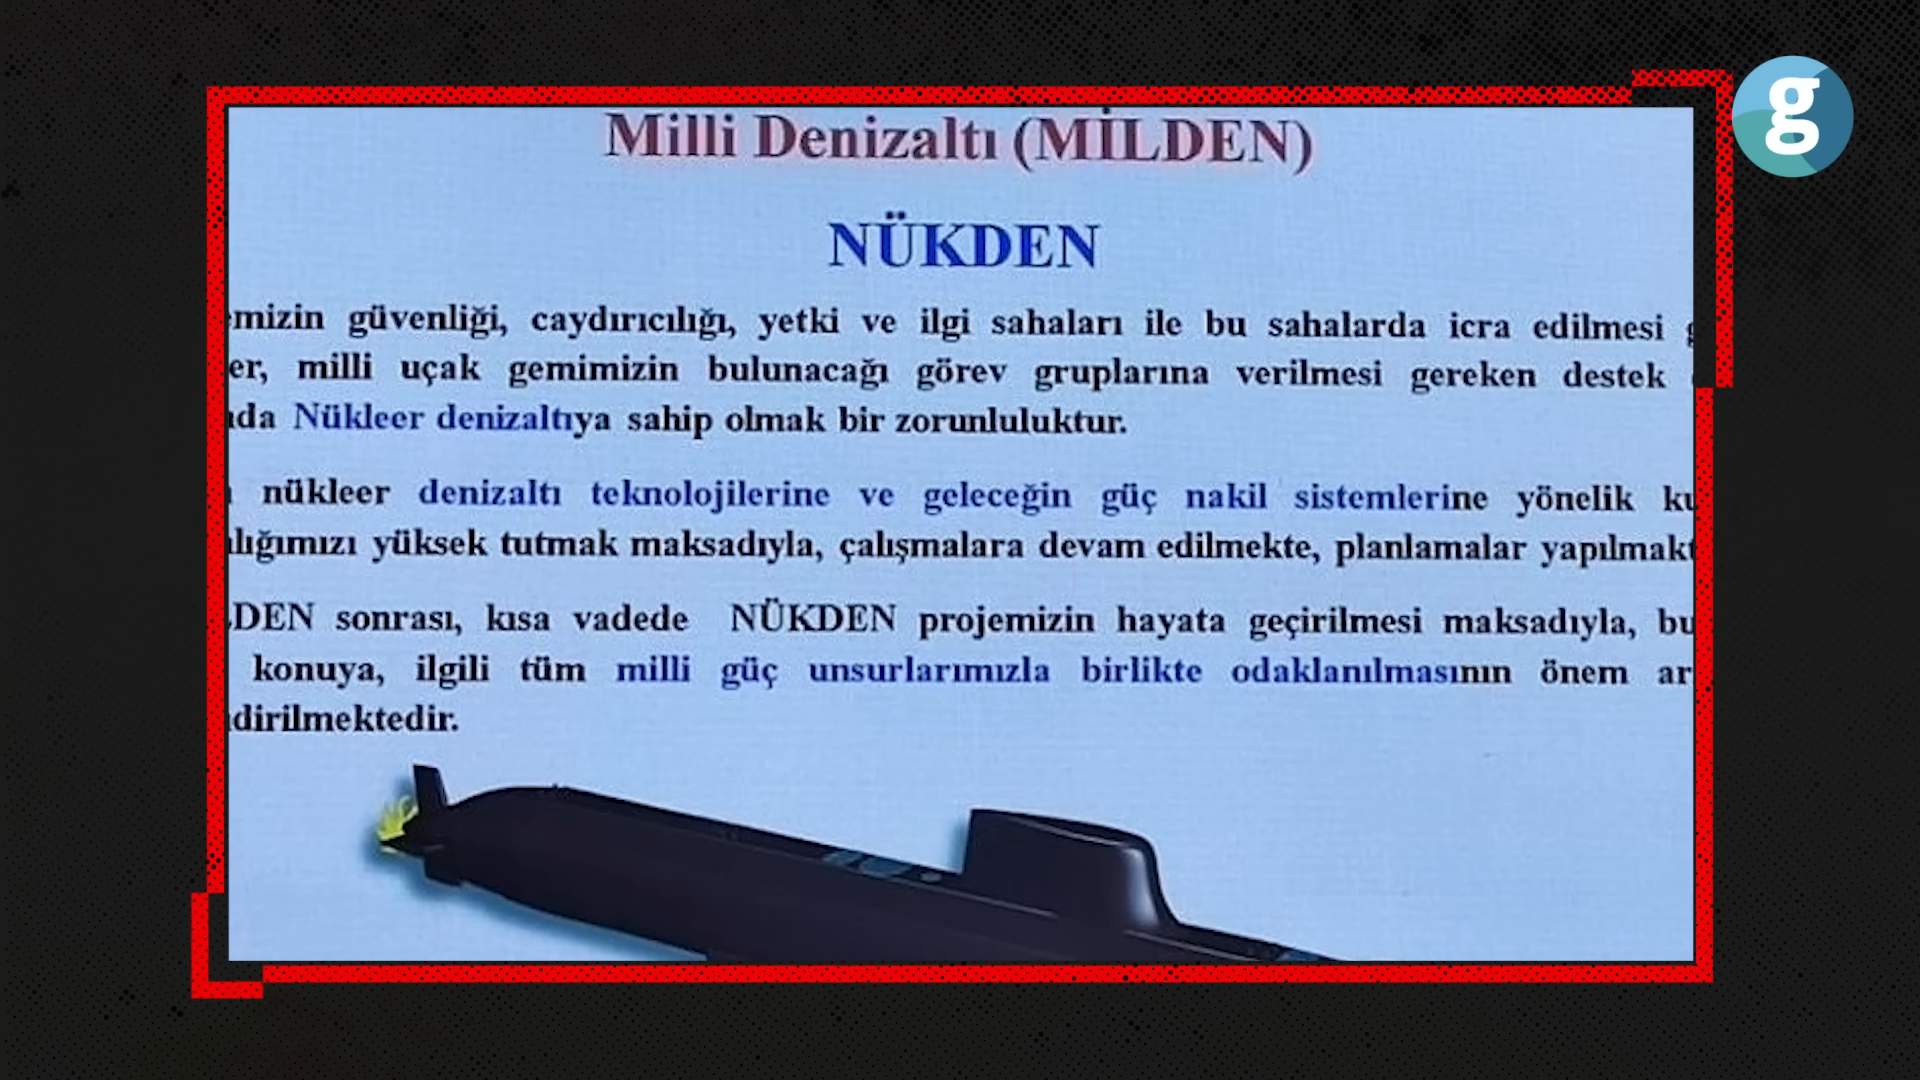 Milli Denizaltı (MİLDEN)
g
NÜKDEN
mizin güvenliği, caydırıcılığı, yetki ve ilgi sahaları ile bu sahalarda icra edilmesi
er, milli uçak gemimizin bulunacağı görev gruplarına verilmesi gereken destek
da Nükleer denizaltıya sahip olmak bir zorunluluktur.
nükleer denizaltı teknolojilerine ve geleceğin güç nakil sistemlerine yönelik ku
lığımızı yüksek tutmak maksadıyla, çalışmalara devam edilmekte, planlamalar yapılmakt
DEN sonrası, kısa vadede NÜKDEN projemizin hayata geçirilmesi maksadıyla, bu
konuya, ilgili tüm milli güç unsurlarımızla birlikte odaklanılmasının önem ar
dirilmektedir.